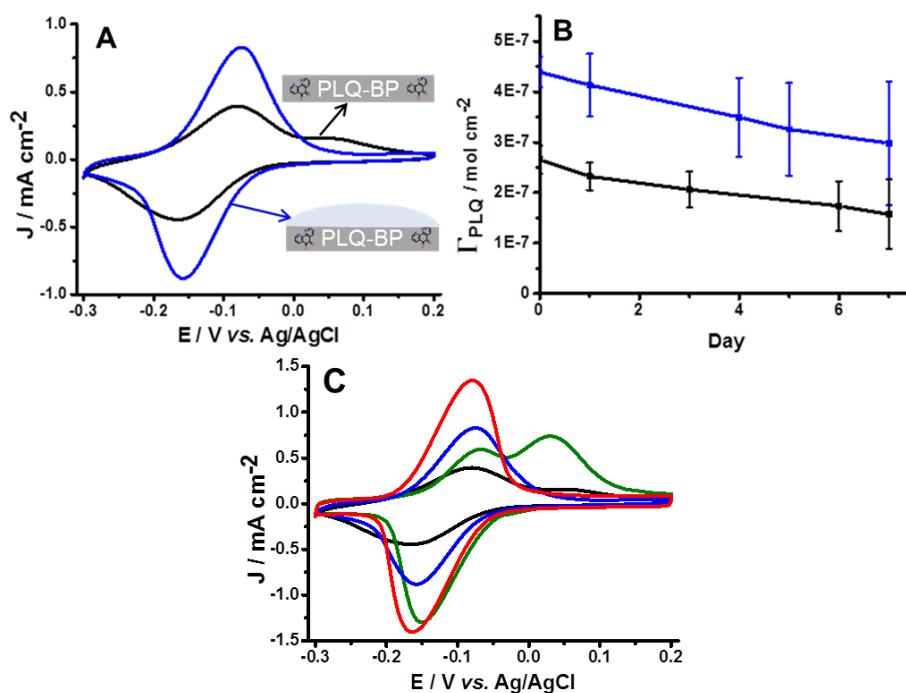 A
1.0
0.5
0.0
-0.5
-1.0
J / mA cm-2
PLQ-BP
PLQ-BP
-0.3 -0.2 -0.1 0.0 0.1 0.2
E / V vs. Ag/AgCl
B
5E-7
4E-7
3E-7
2E-7
1E-7
0
ΓPLQ / mol cm-2
0 2 4 6
Day
C
1.5
1.0
0.5
0.0
-0.5
-1.0
-1.5
J / mA cm-2
-0.3 -0.2 -0.1 0.0 0.1 0.2
E / V vs. Ag/AgCl